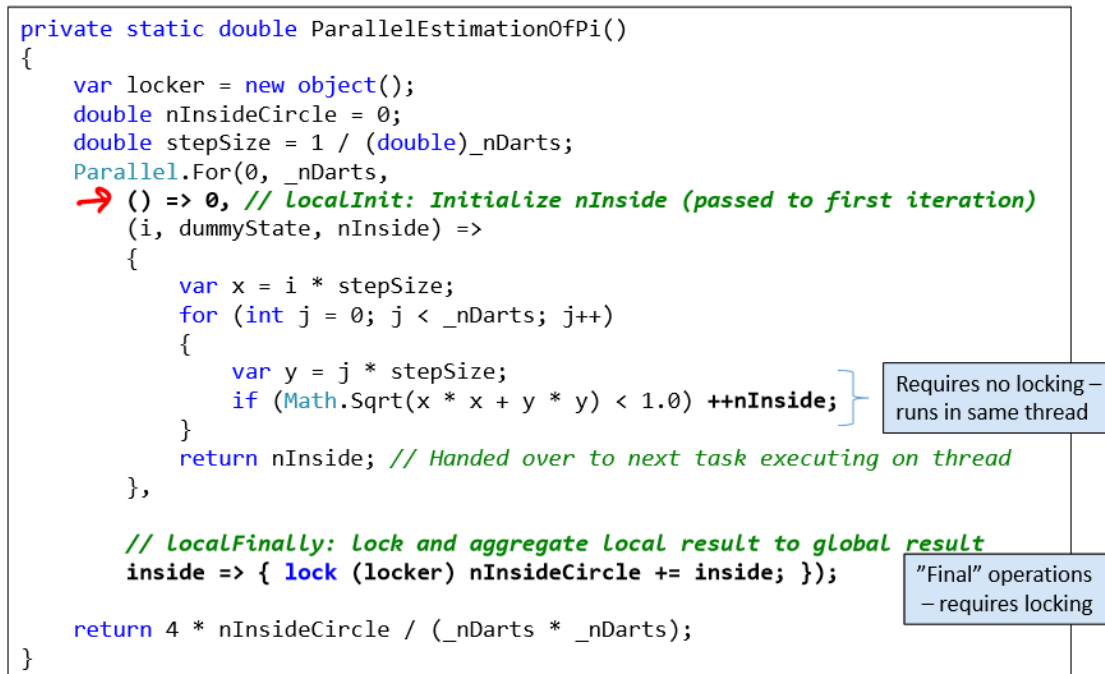 private static double ParallelEstimationOfPi()
{
    var locker = new object();
    double nInsideCircle = 0;
    double stepSize = 1 / (double)_nDarts;
    Parallel.For(0, _nDarts,
        () => 0, // localInit: Initialize nInside (passed to first iteration)
        (i, dummyState, nInside) =>
        {
            var x = i * stepSize;
            for (int j = 0; j < _nDarts; j++)
            {
                var y = j * stepSize;
                if (Math.Sqrt(x * x + y * y) < 1.0) ++nInside;
            }
            return nInside; // Handed over to next task executing on thread
        },
Requires no locking –
runs in same thread
        // localFinally: lock and aggregate local result to global result
        inside => { lock (locker) nInsideCircle += inside; });
"Final" operations
– requires locking
    return 4 * nInsideCircle / (_nDarts * _nDarts);
}